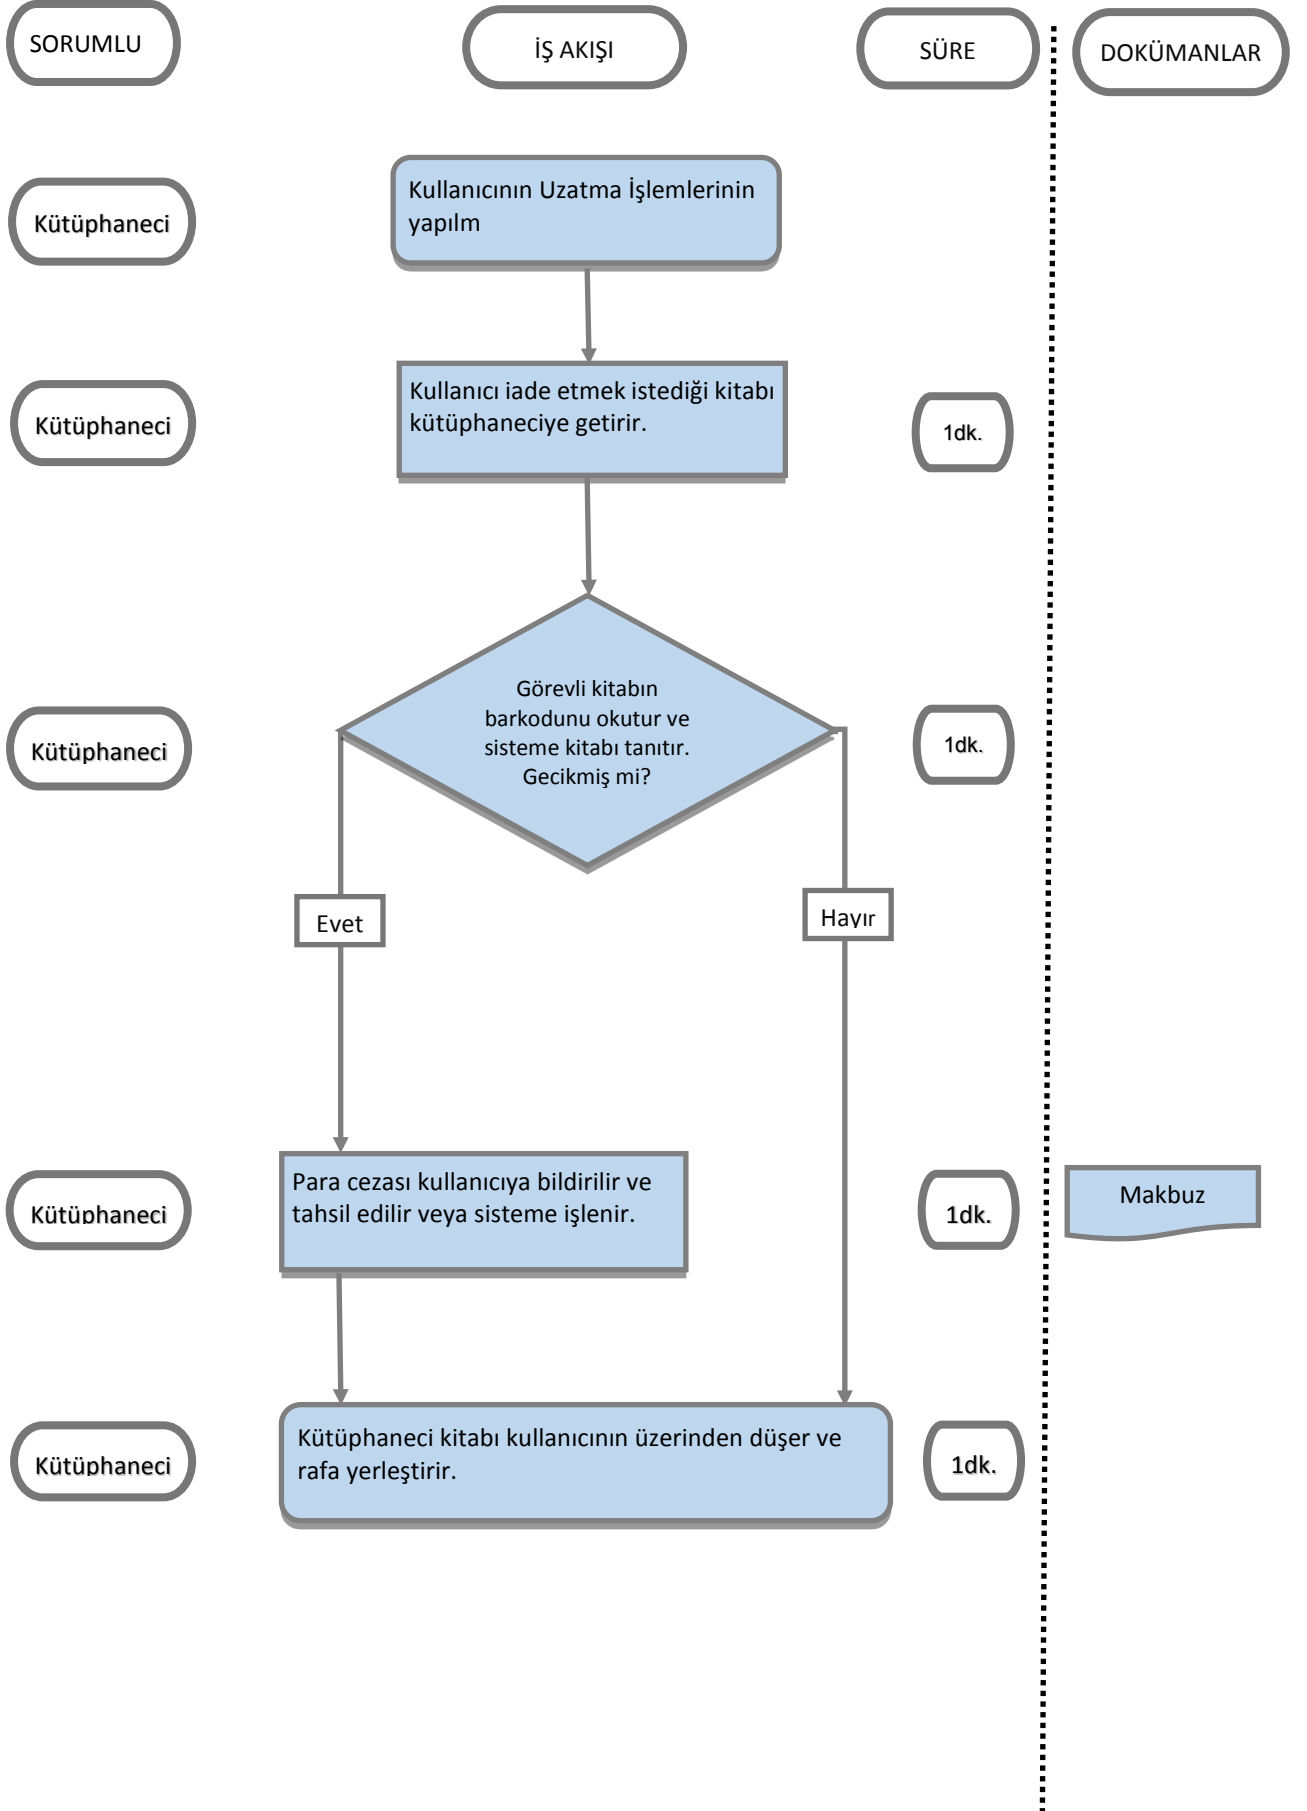 SORUMLU
İŞ AKIŞI
SÜRE
DOKÜMANLAR
Kütüphaneci
Kullanıcının Uzatma İşlemlerinin
yapılm
Kütüphaneci
Kullanıcı iade etmek istediği kitabı
kütüphaneciye getirir.
1dk.
Kütüphaneci
Görevli kitabın
barkodunu okutur ve
sisteme kitabı tanıtır.
Gecikmiş mi?
1dk.
Evet
Hayır
Kütüphaneci
Para cezası kullanıcıya bildirilir ve
tahsil edilir veya sisteme işlenir.
1dk.
Makbuz
Kütüphaneci
Kütüphaneci kitabı kullanıcının üzerinden düşer ve
rafa yerleştirir.
1dk.